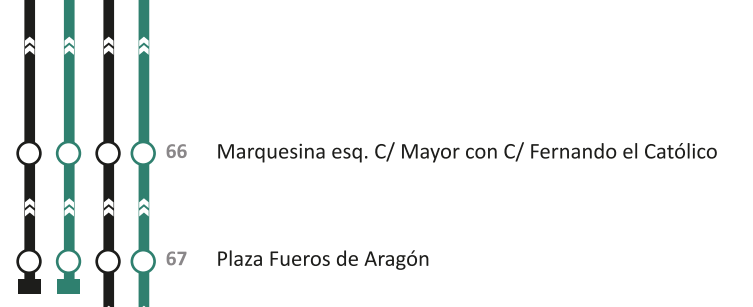 66 Marquesina esq. C/ Mayor con C/ Fernando el Católico
67 Plaza Fueros de Aragón